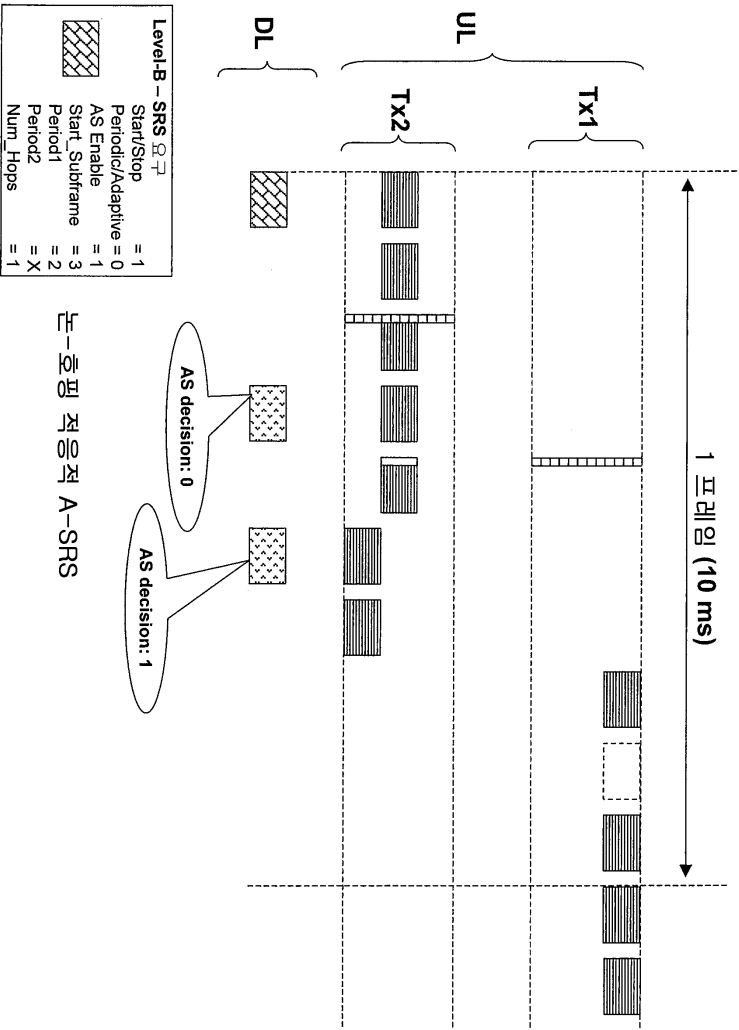 1 프레임 (10 ms)
UL
Tx1
Tx2
DL
AS decision: 0
AS decision: 1
Level-B – SRS 요구
Start/Stop = 1
Periodic/Adaptive = 0
AS Enable = 1
Start_Subframe = 3
Period1 = 2
Period2 = X
Num_Hops = 1
논-호핑 적응적 A-SRS